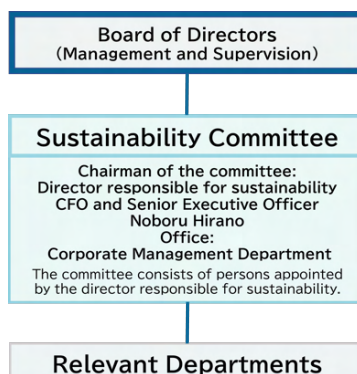 Board of Directors
(Management and Supervision)
Sustainability Committee
Chairman of the committee:
Director responsible for sustainability
CFO and Senior Executive Officer
Noboru Hirano
Office:
Corporate Management Department
The committee consists of persons appointed
by the director responsible for sustainability.
Relevant Departments